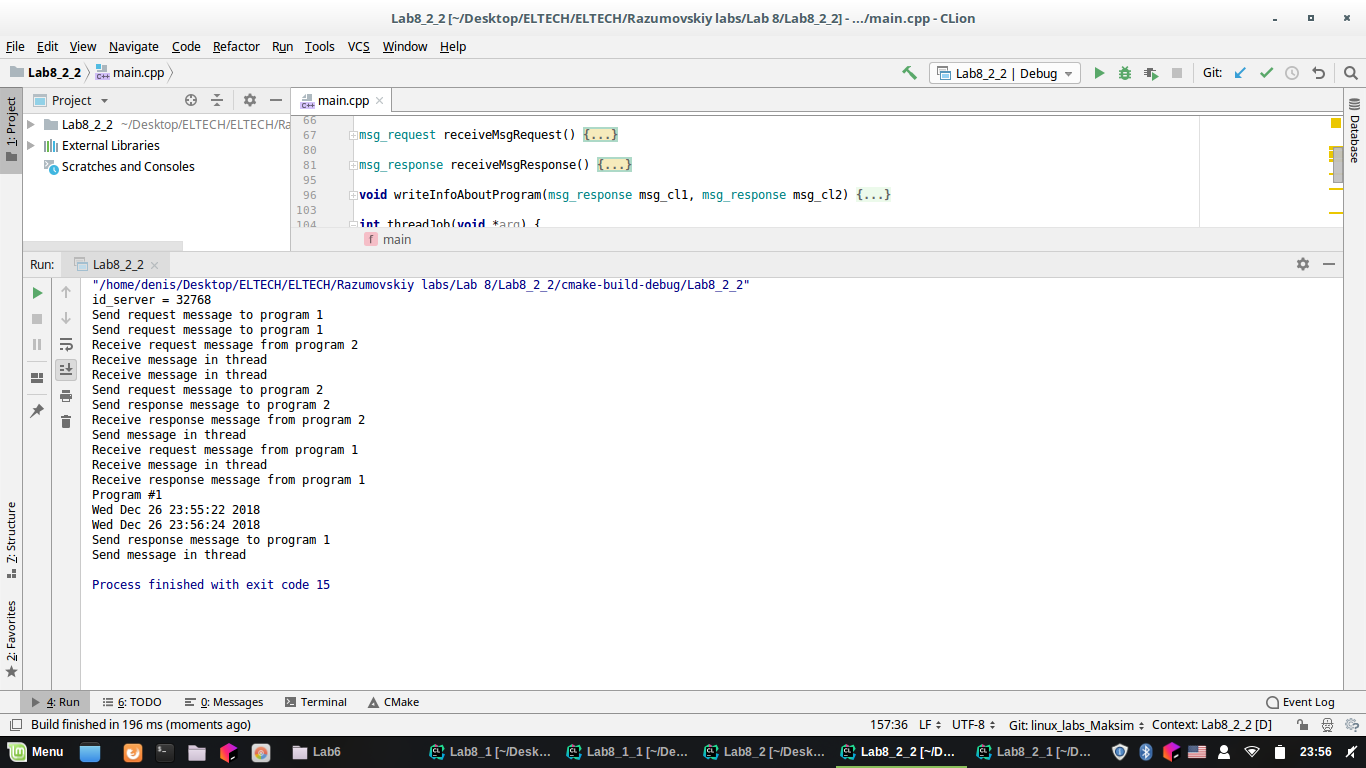 Lab8_2_2 [~/Desktop/ELTECH/ELTECH/Razumovskiy labs/Lab 8/Lab8_2_2] - .../main.cpp - CLion
File Edit View Navigate Code Refactor Run Tools VCS Window Help
Lab8_2_2 main.cpp Lab8_2_2 | Debug Git:
1: Project
Project
main.cpp
Lab8_2_2 ~/Desktop/ELTECH/ELTECH/Ra
External Libraries
Scratches and Consoles
66
67 msg_request receiveMsgRequest() {...}
80
81 msg_response receiveMsgResponse() {...}
95
96 void writeInfoAboutProgram(msg_response msg_cl1, msg_response msg_cl2) {...}
103
104 int threadJob(void *arg) {
main
Database
Run: Lab8_2_2
"/home/denis/Desktop/ELTECH/ELTECH/Razumovskiy labs/Lab 8/Lab8_2_2/cmake-build-debug/Lab8_2_2"
id_server = 32768
Send request message to program 1
Send request message to program 1
Receive request message from program 2
Receive message in thread
Receive message in thread
Send request message to program 2
Send response message to program 2
Receive response message from program 2
Send message in thread
Receive request message from program 1
Receive message in thread
Receive response message from program 1
Program #1
Wed Dec 26 23:55:22 2018
Wed Dec 26 23:56:24 2018
Send response message to program 1
Send message in thread
Process finished with exit code 15
7: Structure
2: Favorites
4: Run 6: TODO 0: Messages Terminal CMake Event Log
Build finished in 196 ms (moments ago) 157:36 LF UTF-8 Git: linux_labs_Maksim Context: Lab8_2_2 [D]
Menu Lab6 Lab8_1 [~/Desk... Lab8_1_1 [~/De... Lab8_2 [~/Desk... Lab8_2_2 [~/D... Lab8_2_1 [~/D... 23:56